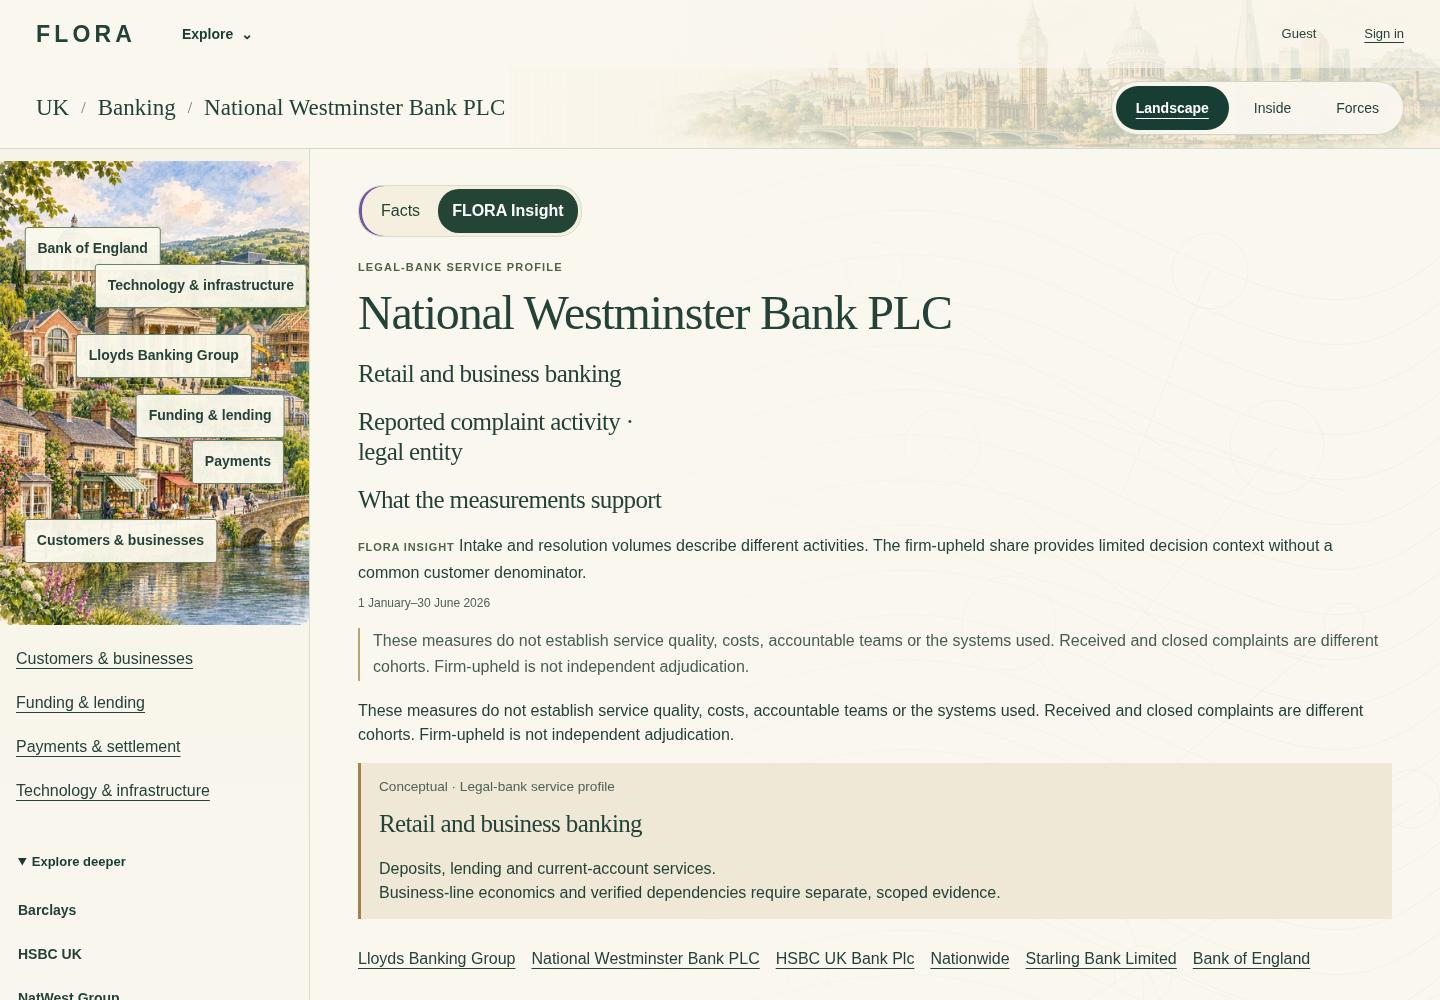 FLORA
Explore
Guest
Sign in
UK / Banking / National Westminster Bank PLC
Landscape
Inside
Forces
Bank of England
Technology & infrastructure
Lloyds Banking Group
Funding & lending
Payments
Customers & businesses
Customers & businesses
Funding & lending
Payments & settlement
Technology & infrastructure
Explore deeper
Barclays
HSBC UK
NatWest Group
Facts
FLORA Insight
LEGAL-BANK SERVICE PROFILE
National Westminster Bank PLC
Retail and business banking
Reported complaint activity ·
legal entity
What the measurements support
FLORA INSIGHT Intake and resolution volumes describe different activities. The firm-upheld share provides limited decision context without a
common customer denominator.
1 January–30 June 2026
These measures do not establish service quality, costs, accountable teams or the systems used. Received and closed complaints are different
cohorts. Firm-upheld is not independent adjudication.
These measures do not establish service quality, costs, accountable teams or the systems used. Received and closed complaints are different
cohorts. Firm-upheld is not independent adjudication.
Conceptual · Legal-bank service profile
Retail and business banking
Deposits, lending and current-account services.
Business-line economics and verified dependencies require separate, scoped evidence.
Lloyds Banking Group National Westminster Bank PLC HSBC UK Bank Plc Nationwide Starling Bank Limited Bank of England